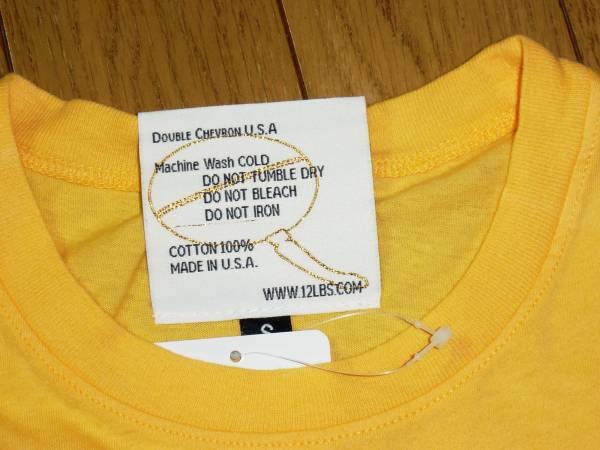 DOUBLE CHEVRON U.S.A
Machine Wash COLD
DO NOT TUMBLE DRY
DO NOT BLEACH
DO NOT IRON
COTTON 100%
MADE IN U.S.A.
WWW.12LBS.COM
S